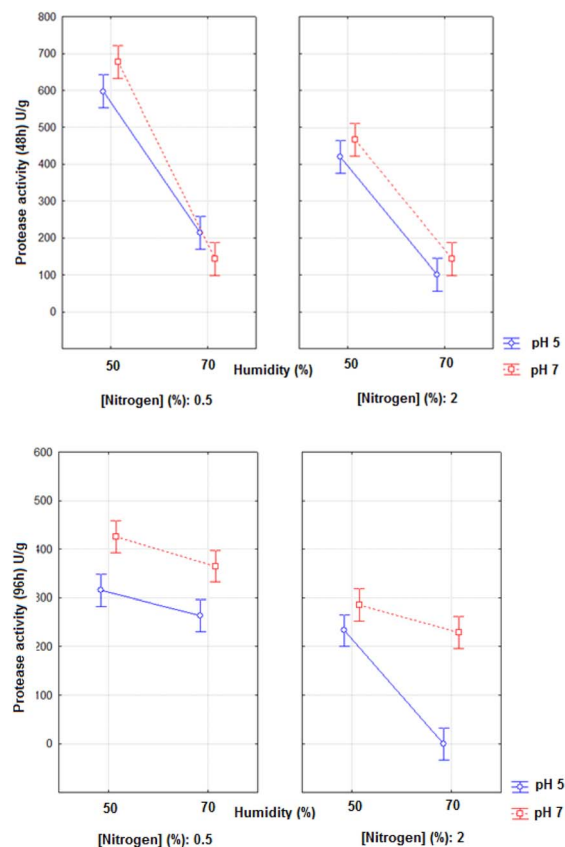 800
700
600
500
400
300
200
100
0
Protease activity (48h) U/g
50 70 50 70
Humidity (%)
[Nitrogen] (%): 0.5 [Nitrogen] (%): 2
pH 5
pH 7
600
500
400
300
200
100
0
Protease activity (96h) U/g
50 70 50 70
Humidity (%)
[Nitrogen] (%): 0.5 [Nitrogen] (%): 2
pH 5
pH 7